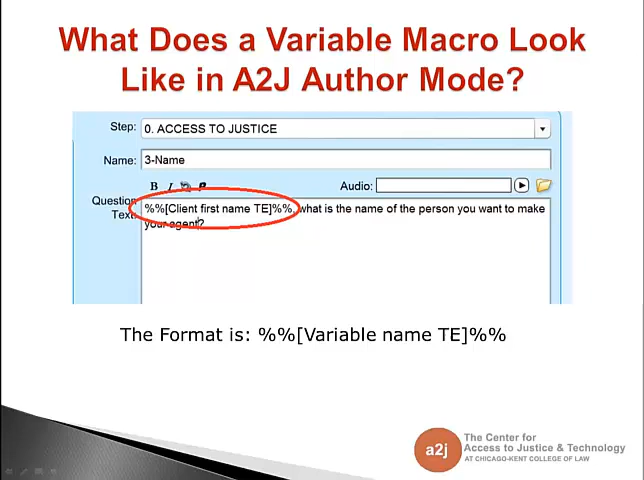 What Does a Variable Macro Look
Like in A2J Author Mode?
Step: 0. ACCESS TO JUSTICE
Name: 3-Name
B I Audio:
Question Text: %%[Client first name TE]%%, what is the name of the person you want to make
your agent?
The Format is: %%[Variable name TE]%%
a2j
The Center for
Access to Justice & Technology
AT CHICAGO-KENT COLLEGE OF LAW